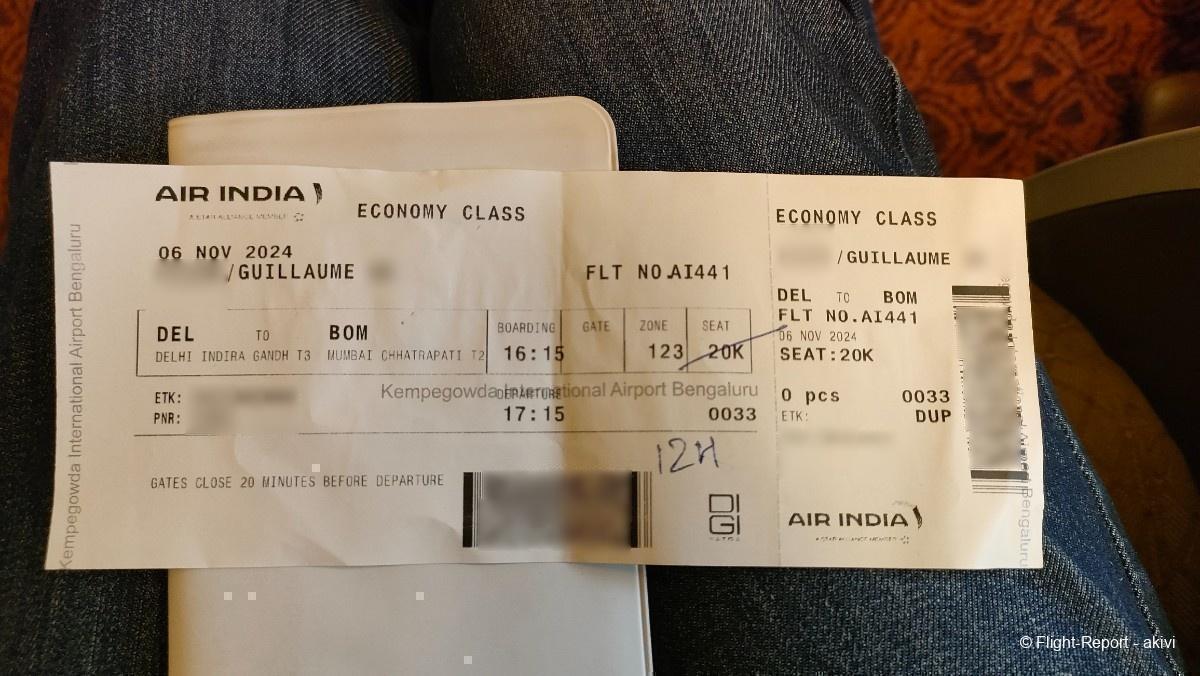 AIR INDIA
A STAR ALLIANCE MEMBER
ECONOMY CLASS
06 NOV 2024
/GUILLAUME
FLT NO.AI441
DEL TO BOM
DELHI INDIRA GANDH T3 MUMBAI CHHATRAPATI T2
BOARDING GATE ZONE SEAT
16:15 123 20K
Kempegowda International Airport Bengaluru
ETK:
DEPARTURE
PNR:
17:15 0033
12H
GATES CLOSE 20 MINUTES BEFORE DEPARTURE
DIGI
YATRA
Kempegowda International Airport Bengaluru
ECONOMY CLASS
/GUILLAUME
DEL TO BOM
FLT NO.AI441
06 NOV 2024
SEAT:20K
0 pcs 0033
ETK: DUP
AIR INDIA
A STAR ALLIANCE MEMBER
Bengaluru
© Flight-Report - akivi